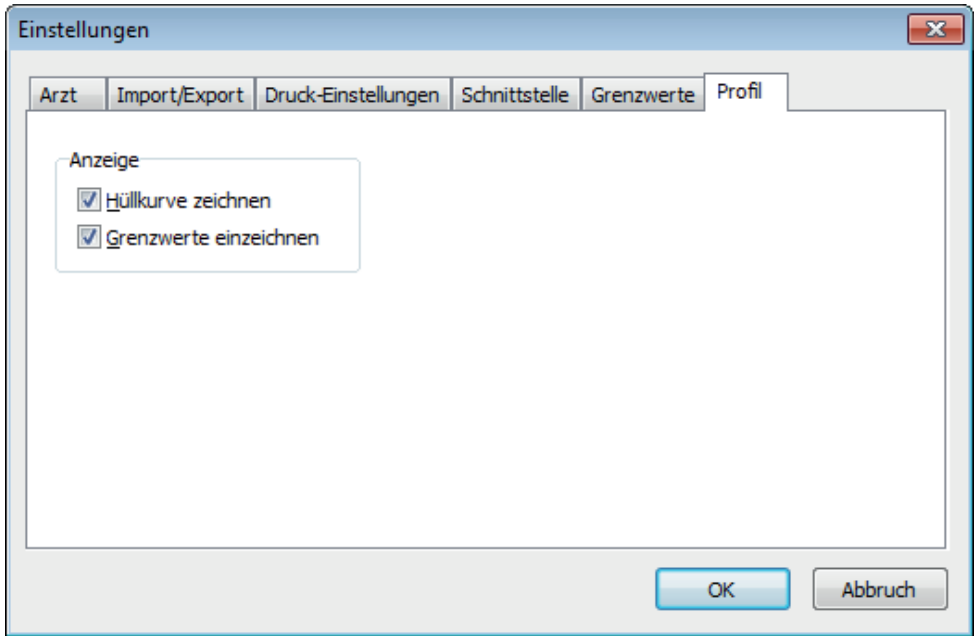 Einstellungen
Arzt Import/Export Druck-Einstellungen Schnittstelle Grenzwerte Profil
Anzeige
Hüllkurve zeichnen
Grenzwerte einzeichnen
OK Abbruch